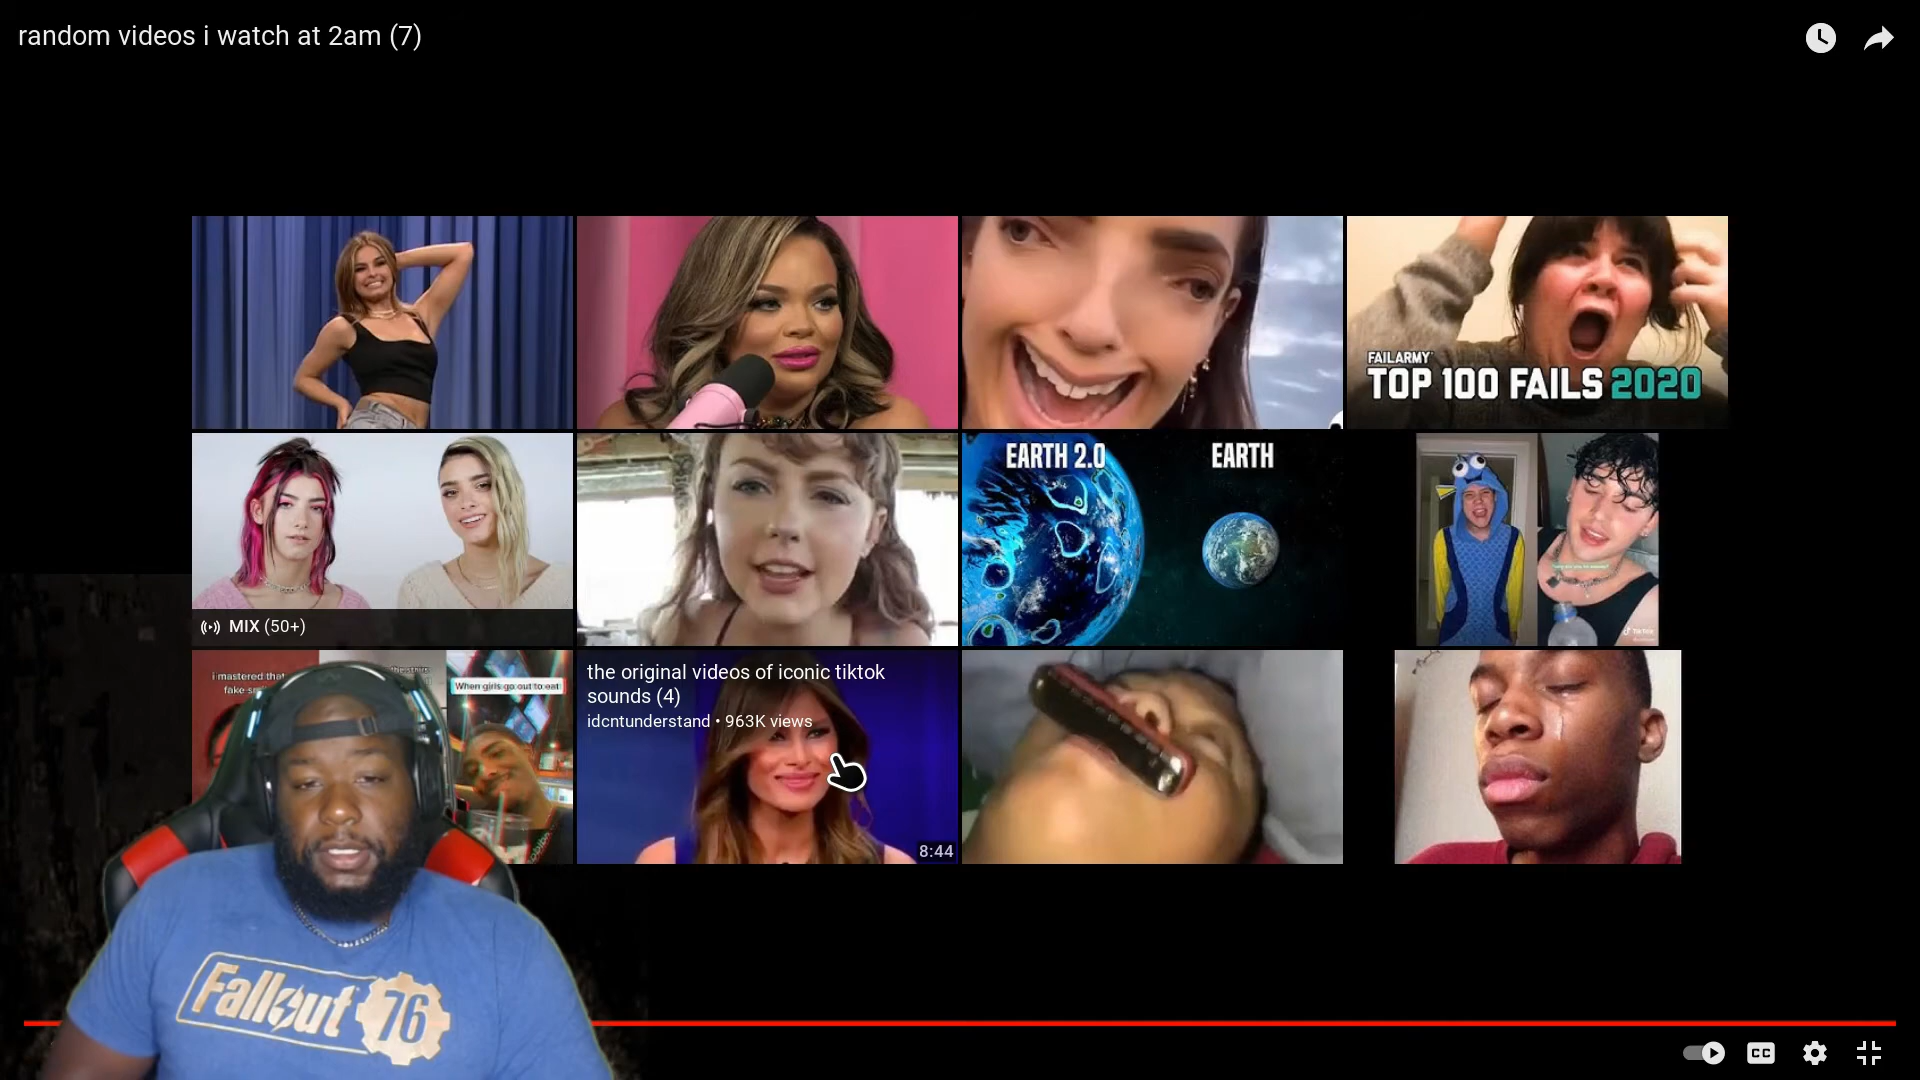 random videos i watch at 2am (7)
FAILARMY
TOP 100 FAILS 2020
EARTH 2.0
EARTH
MIX (50+)
TikTok
i mastered that
When girls go out to eat
the original videos of iconic tiktok
sounds (4)
idcntunderstand • 963K views
8:44
Fallout 76
CC